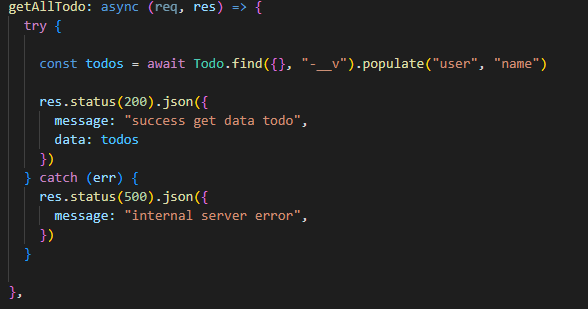 getAllTodo: async (req, res) => {
try {
const todos = await Todo.find({}, "-__v").populate("user", "name")
res.status(200).json({
message: "success get data todo",
data: todos
})
} catch (err) {
res.status(500).json({
message: "internal server error",
})
}
},